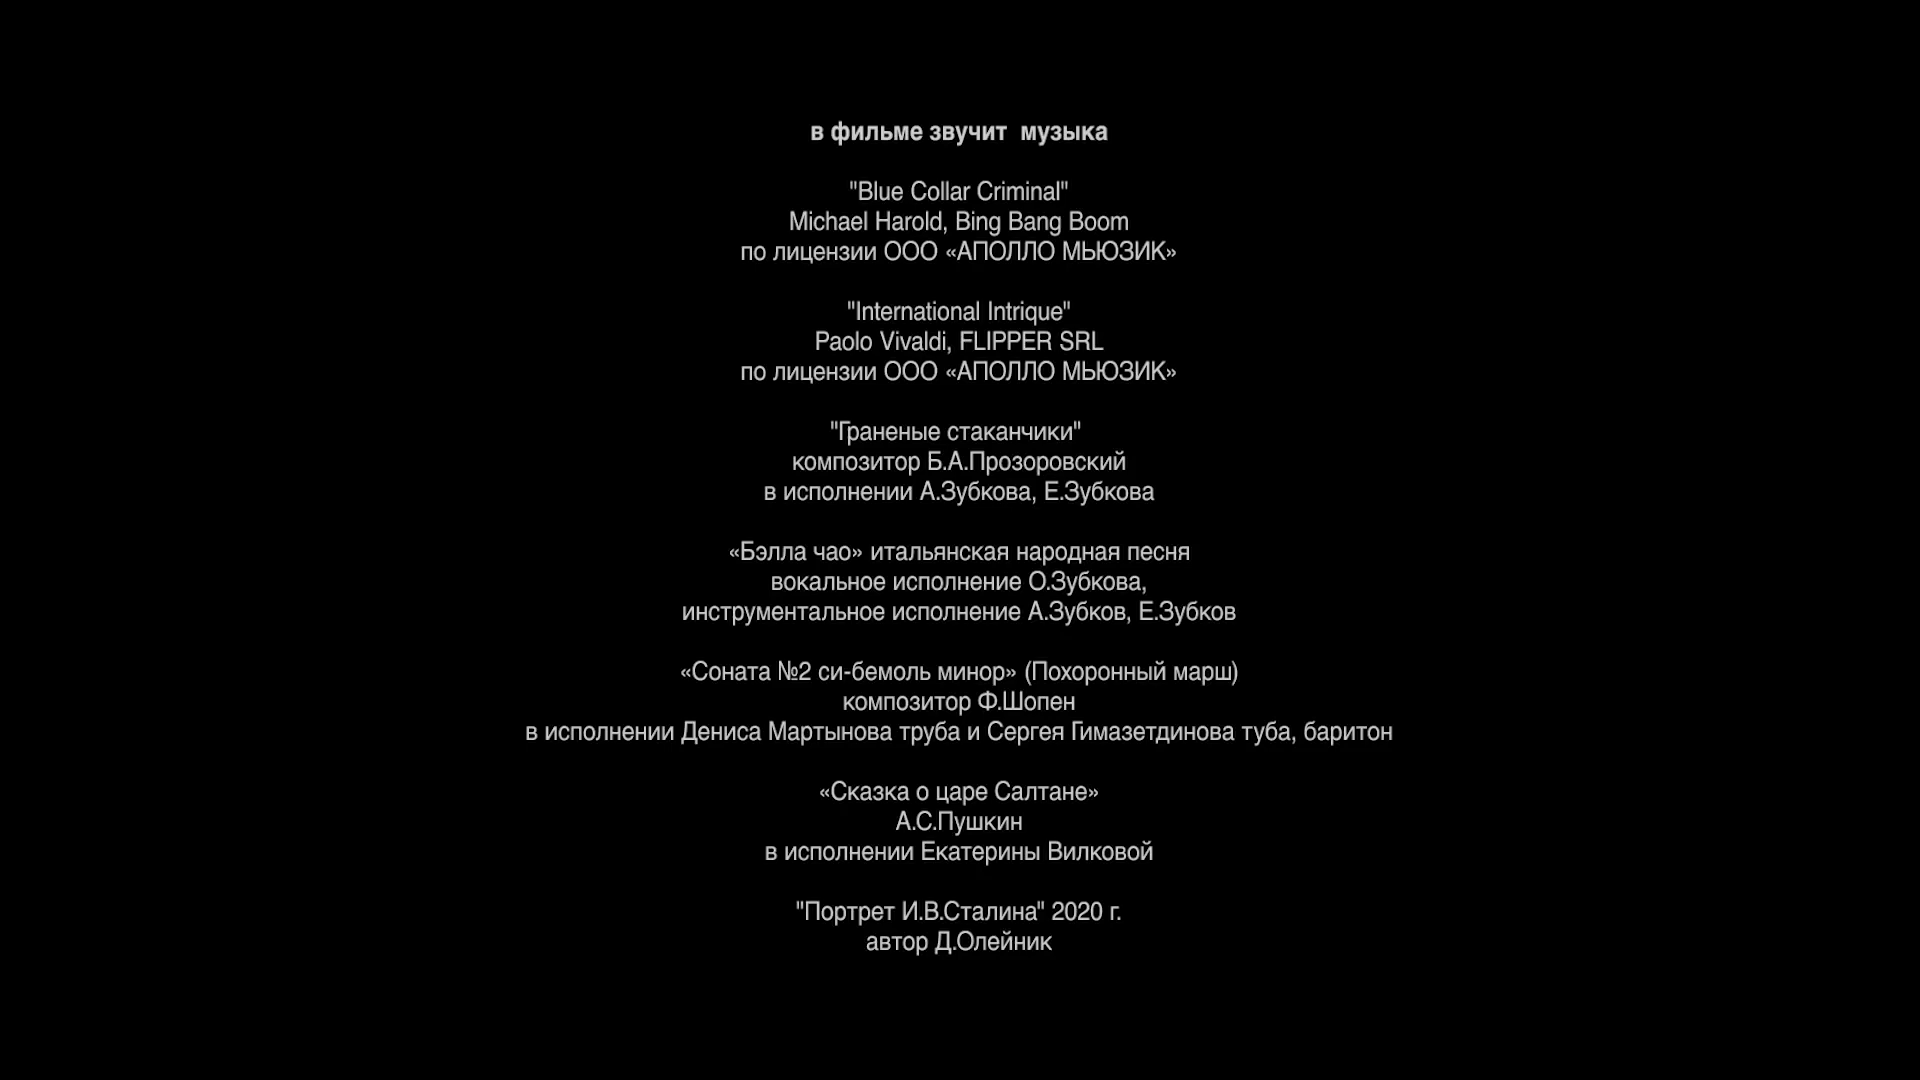 в фильме звучит  музыка
"Blue Collar Criminal"
Michael Harold, Bing Bang Boom
по лицензии ООО «АПОЛЛО МЬЮЗИК»
"International Intrique"
Paolo Vivaldi, FLIPPER SRL
по лицензии ООО «АПОЛЛО МЬЮЗИК»
"Граненые стаканчики"
композитор Б.А.Прозоровский
в исполнении А.Зубкова, Е.Зубкова
«Бэлла чао» итальянская народная песня
вокальное исполнение О.Зубкова,
инструментальное исполнение А.Зубков, Е.Зубков
«Соната №2 си-бемоль минор» (Похоронный марш)
композитор Ф.Шопен
в исполнении Дениса Мартынова труба и Сергея Гимазетдинова туба, баритон
«Сказка о царе Салтане»
А.С.Пушкин
в исполнении Екатерины Вилковой
"Портрет И.В.Сталина" 2020 г.
автор Д.Олейник